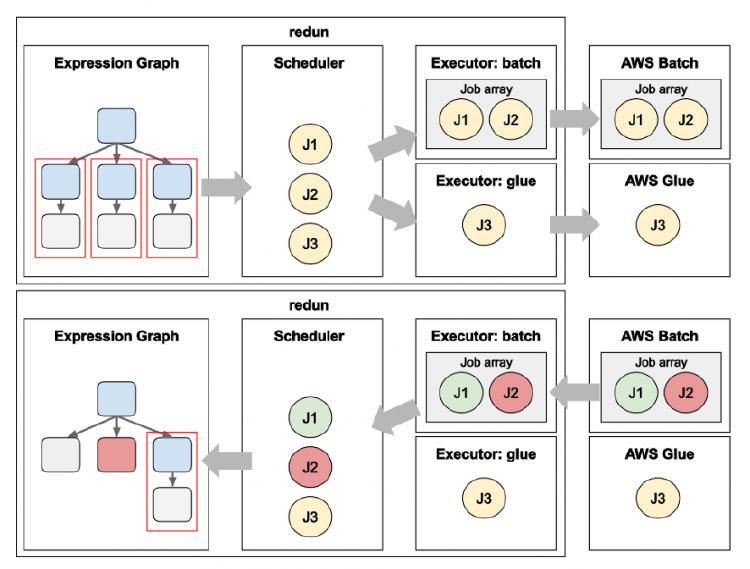 redun
Expression Graph
Scheduler
Executor: batch
AWS Batch
Job array
Job array
J1
J2
J1
J2
J1
J2
J3
Executor: glue
AWS Glue
J3
J3
redun
Expression Graph
Scheduler
Executor: batch
AWS Batch
Job array
Job array
J1
J2
J1
J2
J1
J2
J3
Executor: glue
AWS Glue
J3
J3